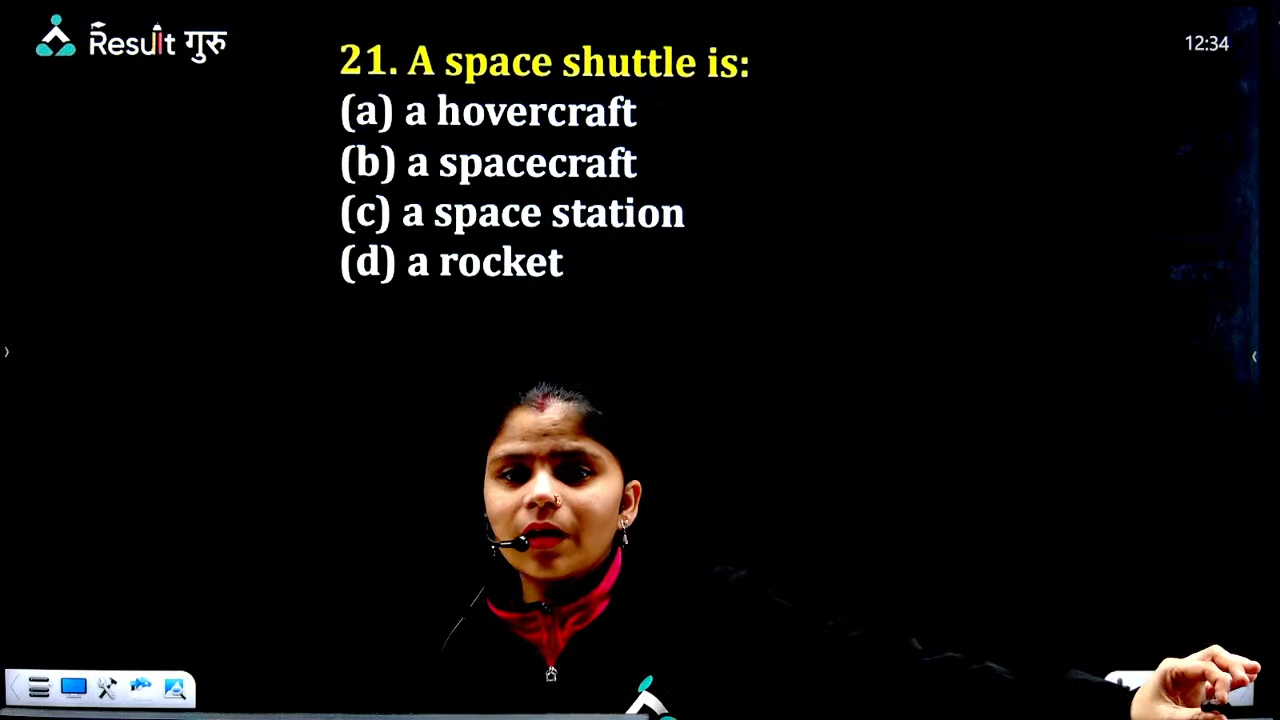 Result गुरु
12:34
21. A space shuttle is:
(a) a hovercraft
(b) a spacecraft
(c) a space station
(d) a rocket